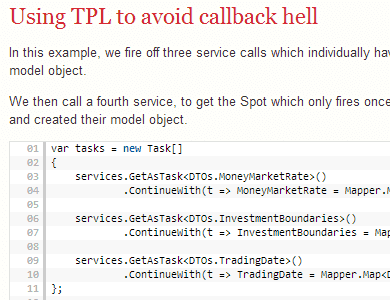 Using TPL to avoid callback hell
In this example, we fire off three service calls which individually
model object.
We then call a fourth service, to get the Spot which only fires once
and created their model object.
01 var tasks = new Task[]
02 {
03 services.GetAsTask<DTOs.MoneyMarketRate>()
04 .ContinueWith(t => MoneyMarketRate = Mapper.
05
06 services.GetAsTask<DTOs.InvestmentBoundaries>()
07 .ContinueWith(t => InvestmentBoundaries =
08
09 services.GetAsTask<DTOs.TradingDate>()
10 .ContinueWith(t => TradingDate = Mapper.Map<
11 };